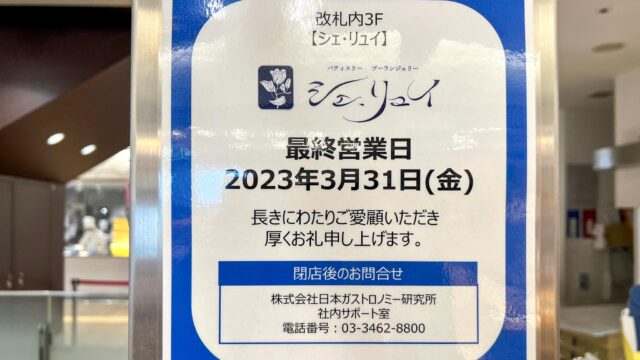 改札内3F
【シェ・リュイ】
パティスリー ブーランジェリー
シェ・リュイ
最終営業日
2023年3月31日(金)
長きにわたりご愛顧いただき
厚くお礼申し上げます。
閉店後のお問合せ
株式会社日本ガストロノミー研究所
社内サポート室
電話番号：03-3462-8800